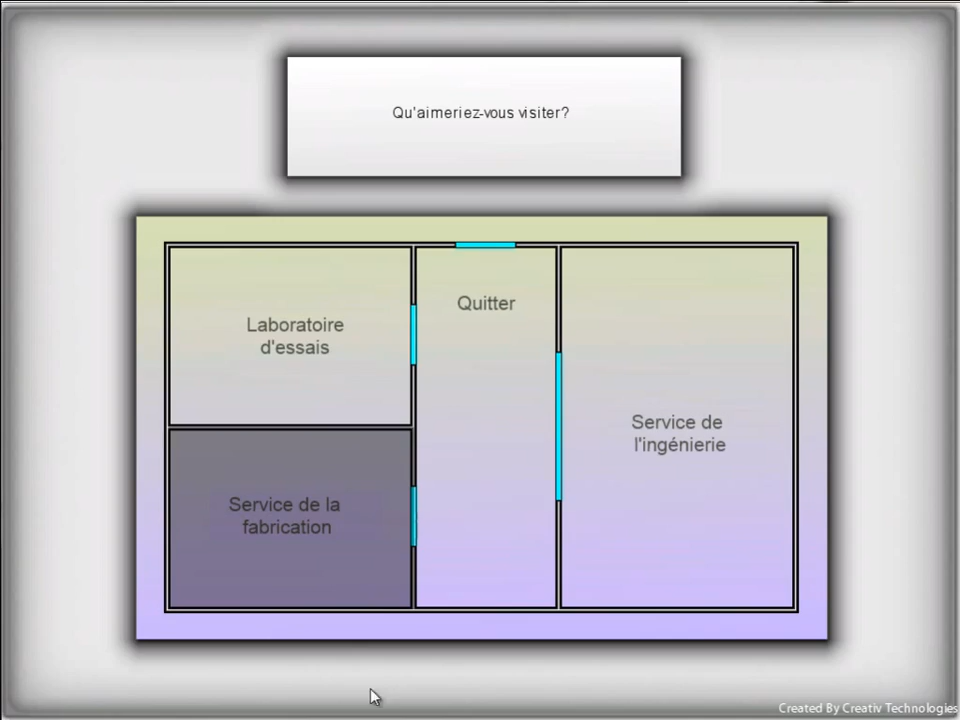 Qu'aimeriez-vous visiter?
Quitter
Laboratoire
d'essais
Service de
l'ingénierie
Service de la
fabrication
Created By Creativ Technologies